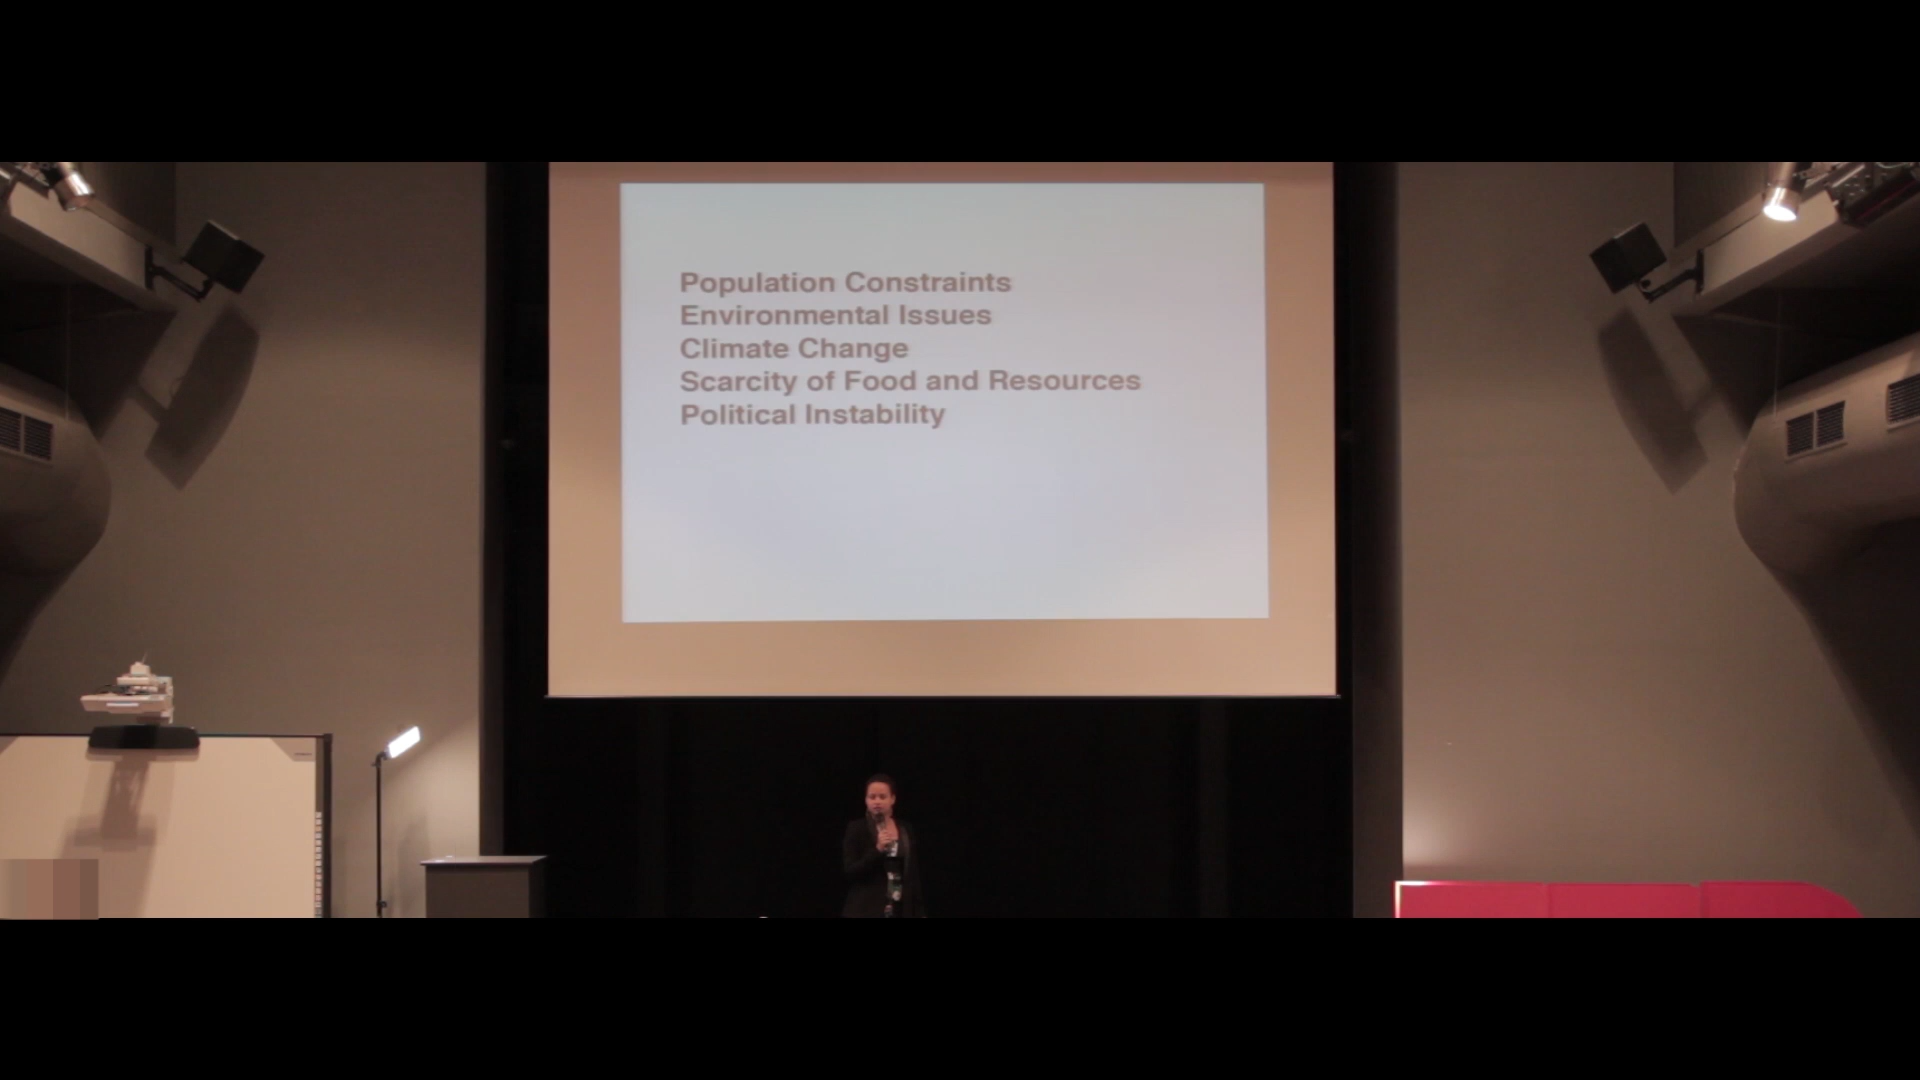 Population Constraints
Environmental Issues
Climate Change
Scarcity of Food and Resources
Political Instability